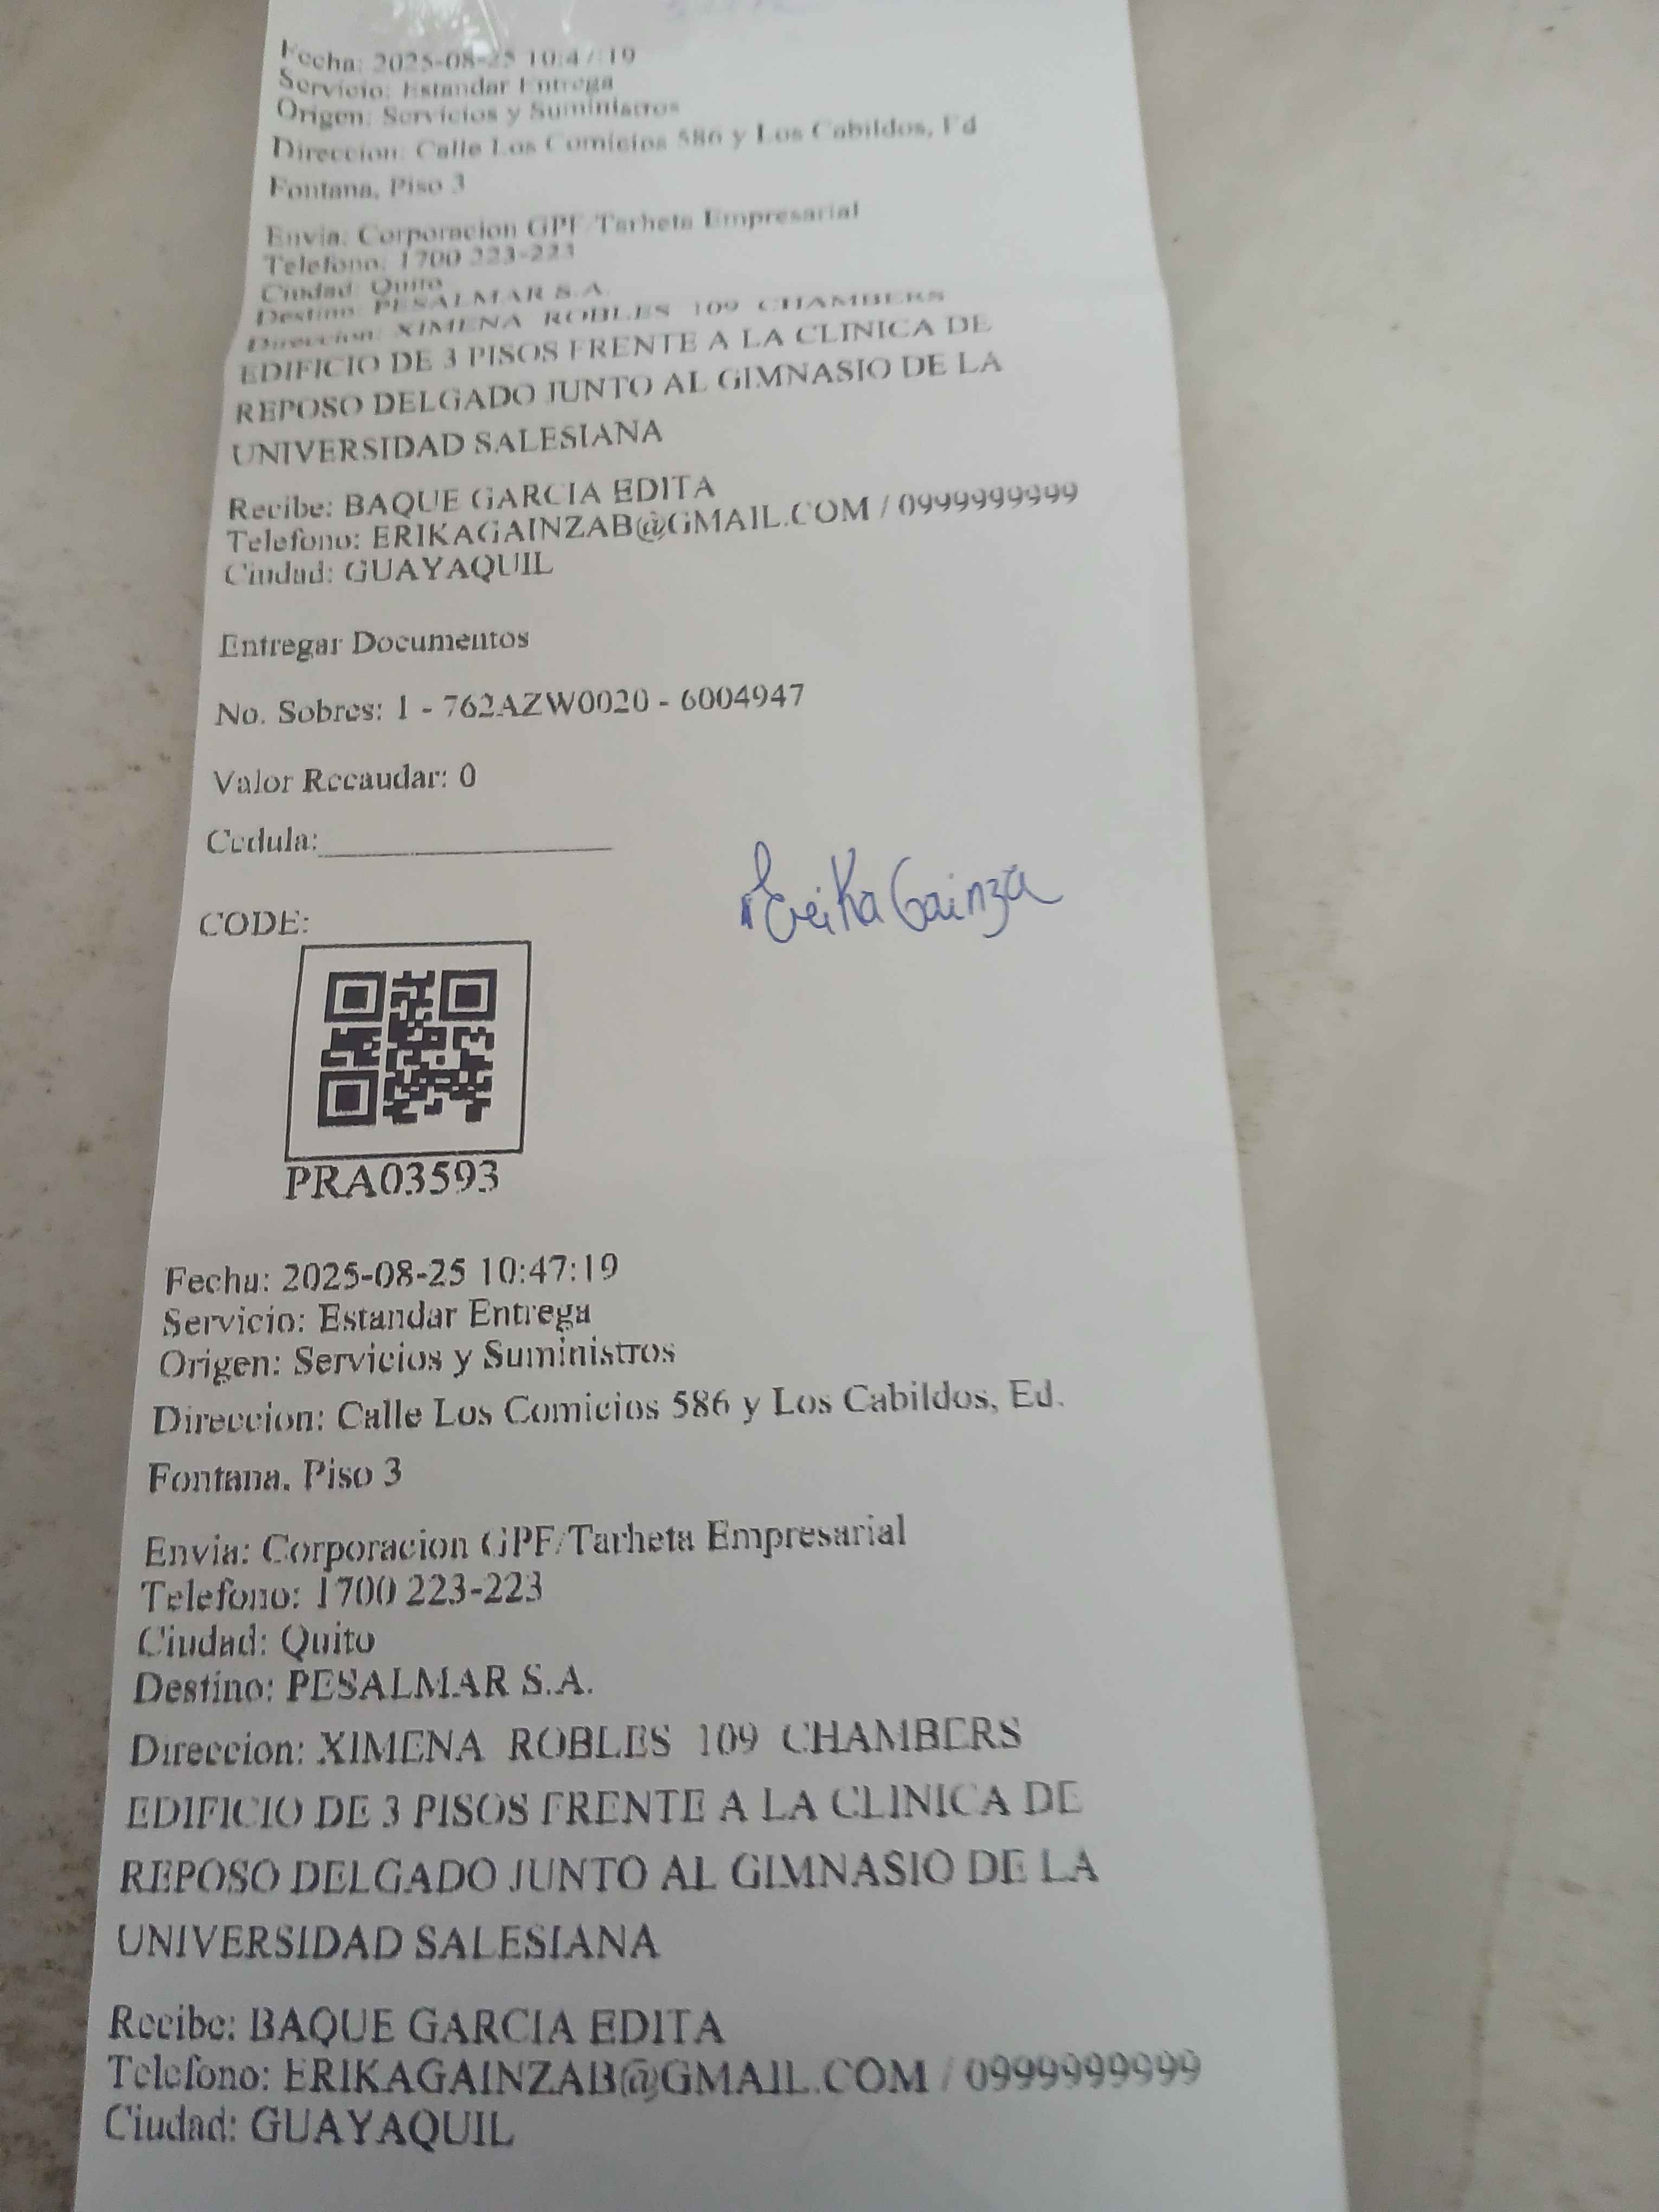 Fecha: 2025-08-25 10:47:19
Servicio: Estandar Entrega
Origen: Servicios y Suministros
Direccion: Calle Los Comicios 586 y Los Cabildos, Ed
Fontana, Piso 3
Envia: Corporacion GPF/Tarheta Empresarial
Telefono: 1700 223-223
Ciudad: Quito
Destino: PESALMAR S.A.
Direccion: XIMENA ROBLES 109 CHAMBERS
EDIFICIO DE 3 PISOS FRENTE A LA CLINICA DE
REPOSO DELGADO JUNTO AL GIMNASIO DE LA
UNIVERSIDAD SALESIANA
Recibe: BAQUE GARCIA EDITA
Telefono: ERIKAGAINZAB@GMAIL.COM / 0999999999
Ciudad: GUAYAQUIL
Entregar Documentos
No. Sobres: 1 - 762AZW0020 - 6004947
Valor Recaudar: 0
Cedula:
Erika Gainza
CODE:
PRA03593
Fecha: 2025-08-25 10:47:19
Servicio: Estandar Entrega
Origen: Servicios y Suministros
Direccion: Calle Los Comicios 586 y Los Cabildos, Ed.
Fontana, Piso 3
Envia: Corporacion GPF/Tarheta Empresarial
Telefono: 1700 223-223
Ciudad: Quito
Destino: PESALMAR S.A.
Direccion: XIMENA ROBLES 109 CHAMBERS
EDIFICIO DE 3 PISOS FRENTE A LA CLINICA DE
REPOSO DELGADO JUNTO AL GIMNASIO DE LA
UNIVERSIDAD SALESIANA
Recibe: BAQUE GARCIA EDITA
Telefono: ERIKAGAINZAB@GMAIL.COM / 0999999999
Ciudad: GUAYAQUIL